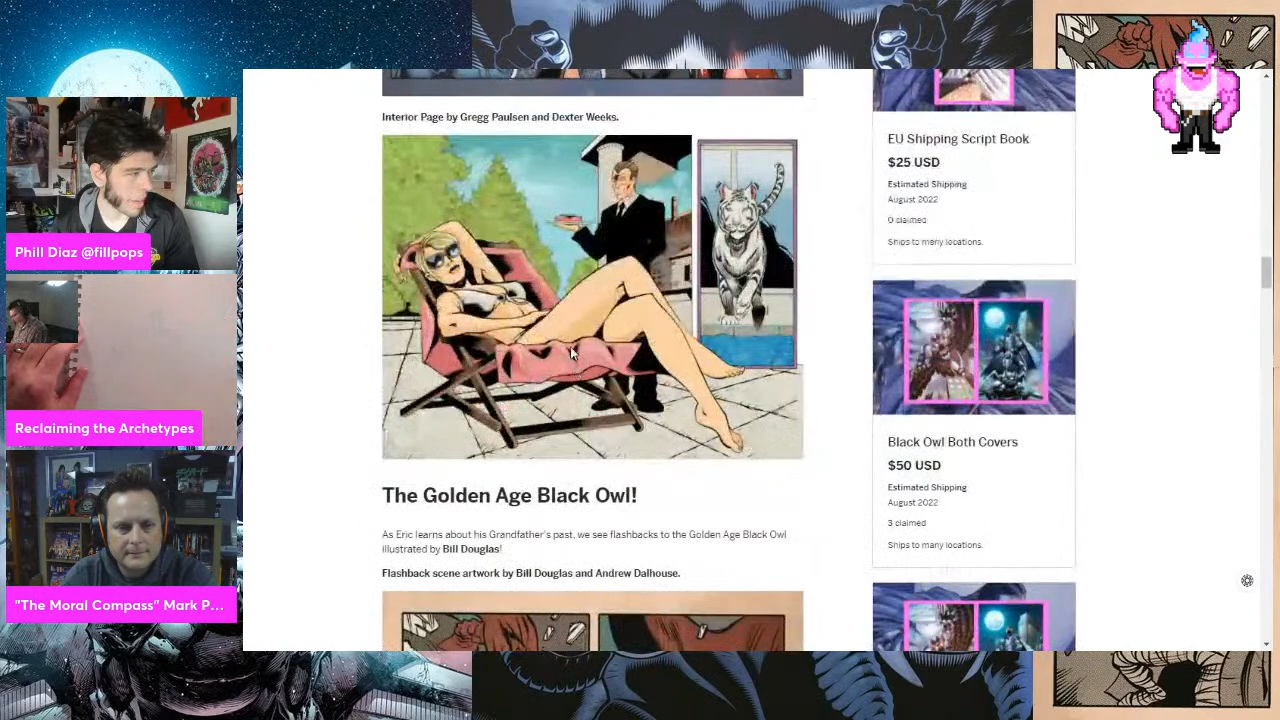 Phill Diaz @fillpops
Reclaiming the Archetypes
"The Moral Compass" Mark P...
Interior Page by Gregg Paulsen and Dexter Weeks.
The Golden Age Black Owl!
As Eric learns about his Grandfather's past, we see flashbacks to the Golden Age Black Owl
illustrated by Bill Douglas!
Flashback scene artwork by Bill Douglas and Andrew Dalhouse.
EU Shipping Script Book
$25 USD
Estimated Shipping
August 2022
0 claimed
Ships to many locations.
Black Owl Both Covers
$50 USD
Estimated Shipping
August 2022
3 claimed
Ships to many locations.